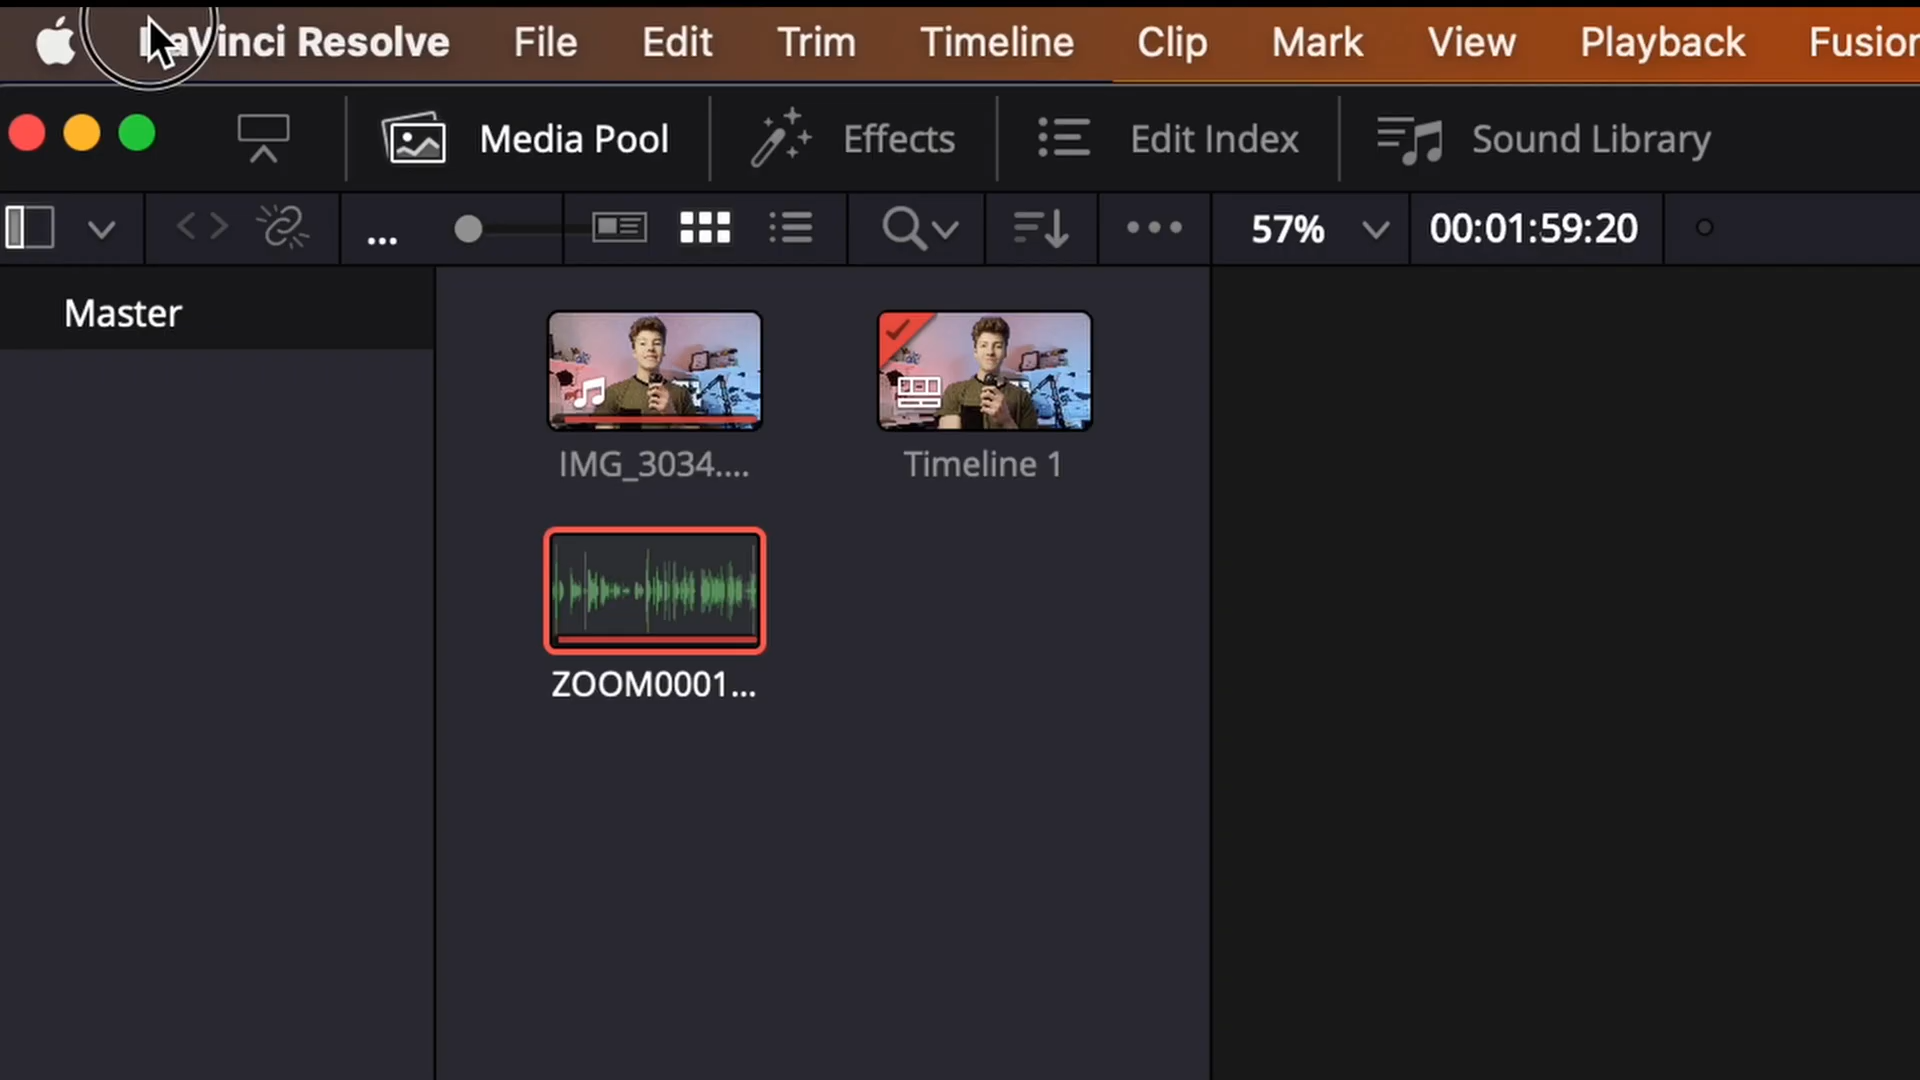 DaVinci Resolve File Edit Trim Timeline Clip Mark View Playback Fusion
Media Pool Effects Edit Index Sound Library
... 57% 00:01:59:20
Master
IMG_3034.... Timeline 1
ZOOM0001...